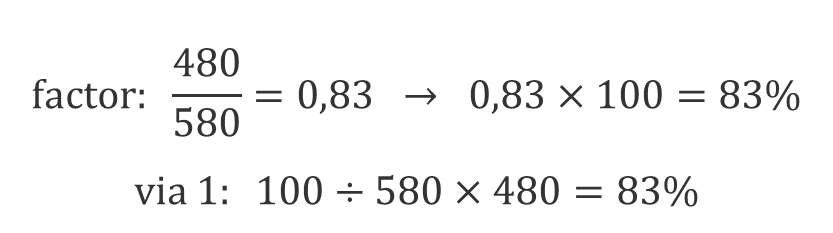 factor: 480/580 = 0,83 → 0,83 × 100 = 83%
via 1: 100 ÷ 580 × 480 = 83%